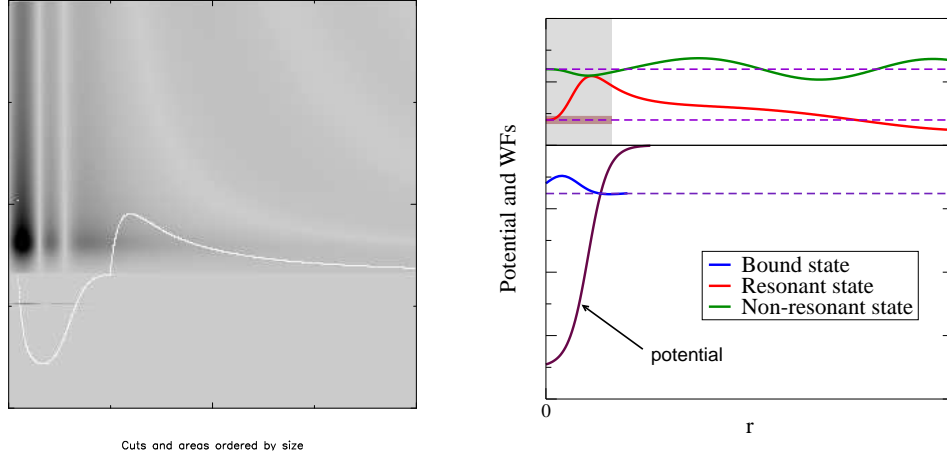 Cuts and areas ordered by size
Potential and WFs
Bound state
Resonant state
Non-resonant state
potential
0
r